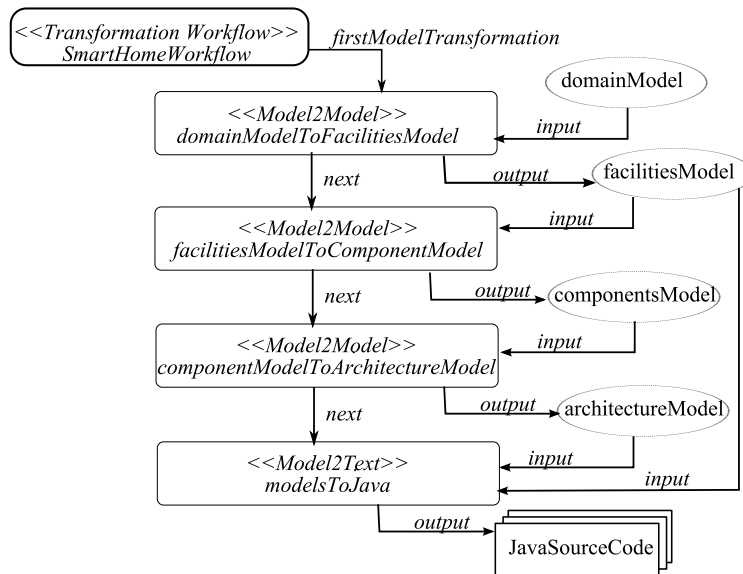 <<Transformation Workflow>>
SmartHomeWorkflow
firstModelTransformation
domainModel
<<Model2Model>>
domainModelToFacilitiesModel
input
output
facilitiesModel
next
<<Model2Model>>
facilitiesModelToComponentModel
input
next
output
componentsModel
<<Model2Model>>
componentModelToArchitectureModel
input
next
output
architectureModel
<<Model2Text>>
modelsToJava
input
input
output
JavaSourceCode